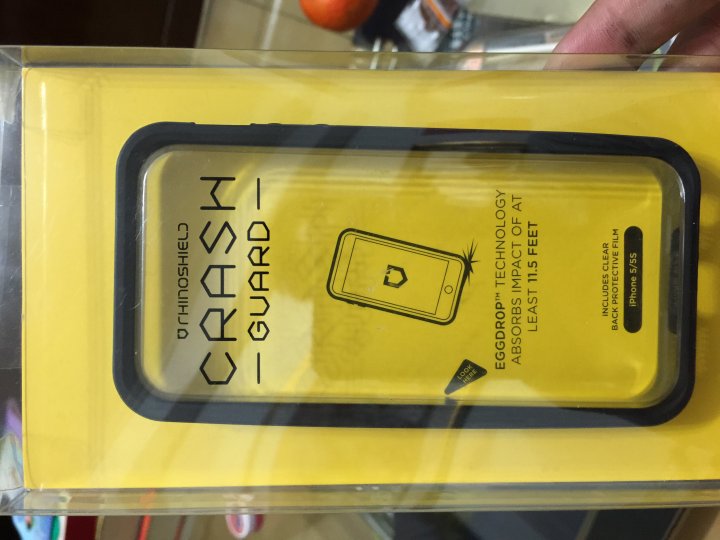 RHINOSHIELD
CRASH
— GUARD —
LOOK
HERE
EGGDROP™ TECHNOLOGY
ABSORBS IMPACT OF AT
LEAST 11.5 FEET
INCLUDES CLEAR
BACK PROTECTIVE FILM
iPhone 5/5S